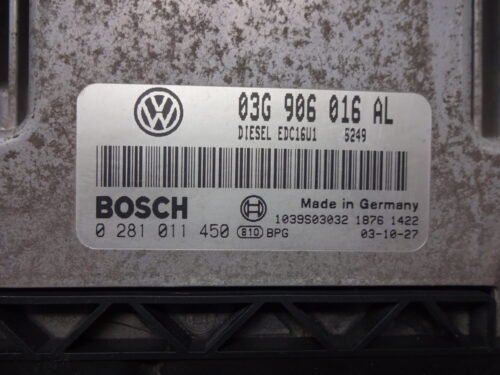 03G 906 016 AL
DIESEL EDC16U1 5249
BOSCH
Made in Germany
1039S03032 1876 1422
0 281 011 450 810 BPG
03-10-27